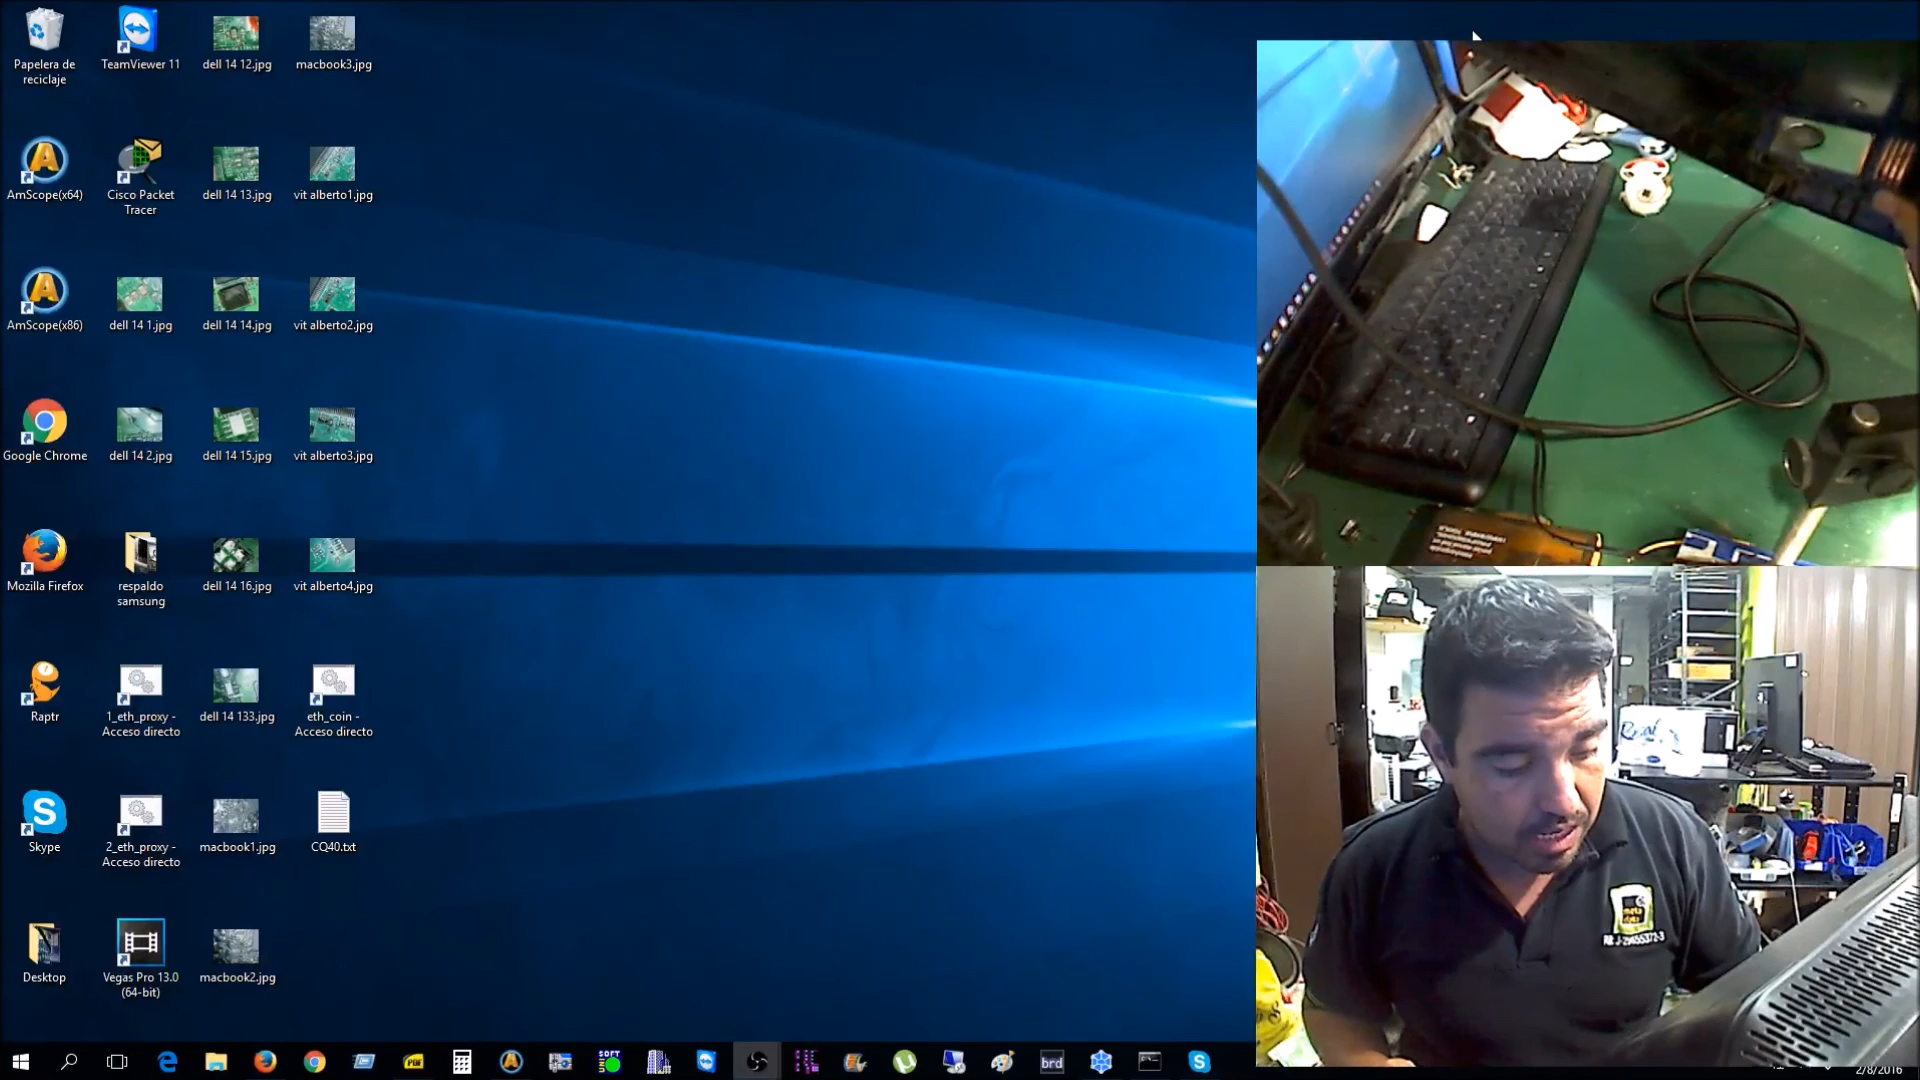 Papelera de
reciclaje
TeamViewer 11
dell 14 12.jpg
macbook3.jpg
AmScope(x64)
Cisco Packet
Tracer
dell 14 13.jpg
vit alberto1.jpg
AmScope(x86)
dell 14 1.jpg
dell 14 14.jpg
vit alberto2.jpg
Google Chrome
dell 14 2.jpg
dell 14 15.jpg
vit alberto3.jpg
Mozilla Firefox
respaldo
samsung
dell 14 16.jpg
vit alberto4.jpg
Raptr
1_eth_proxy -
Acceso directo
dell 14 133.jpg
eth_coin -
Acceso directo
Skype
2_eth_proxy -
Acceso directo
macbook1.jpg
CQ40.txt
Desktop
Vegas Pro 13.0
(64-bit)
macbook2.jpg
PDF
SOFT
brd
2/8/2016